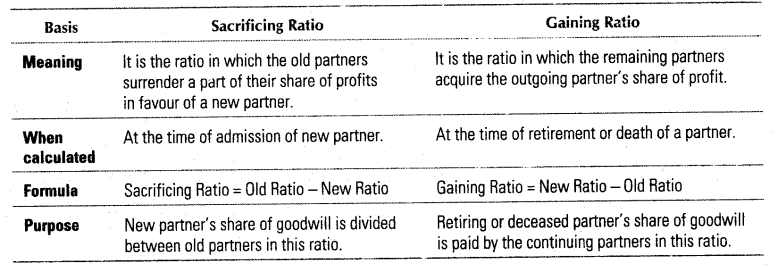 Basis Sacrificing Ratio Gaining Ratio
Meaning It is the ratio in which the old partners It is the ratio in which the remaining partners
surrender a part of their share of profits acquire the outgoing partner's share of profit.
in favour of a new partner.
When At the time of admission of new partner. At the time of retirement or death of a partner.
calculated
Formula Sacrificing Ratio = Old Ratio – New Ratio Gaining Ratio = New Ratio – Old Ratio
Purpose New partner's share of goodwill is divided Retiring or deceased partner's share of goodwill
between old partners in this ratio. is paid by the continuing partners in this ratio.